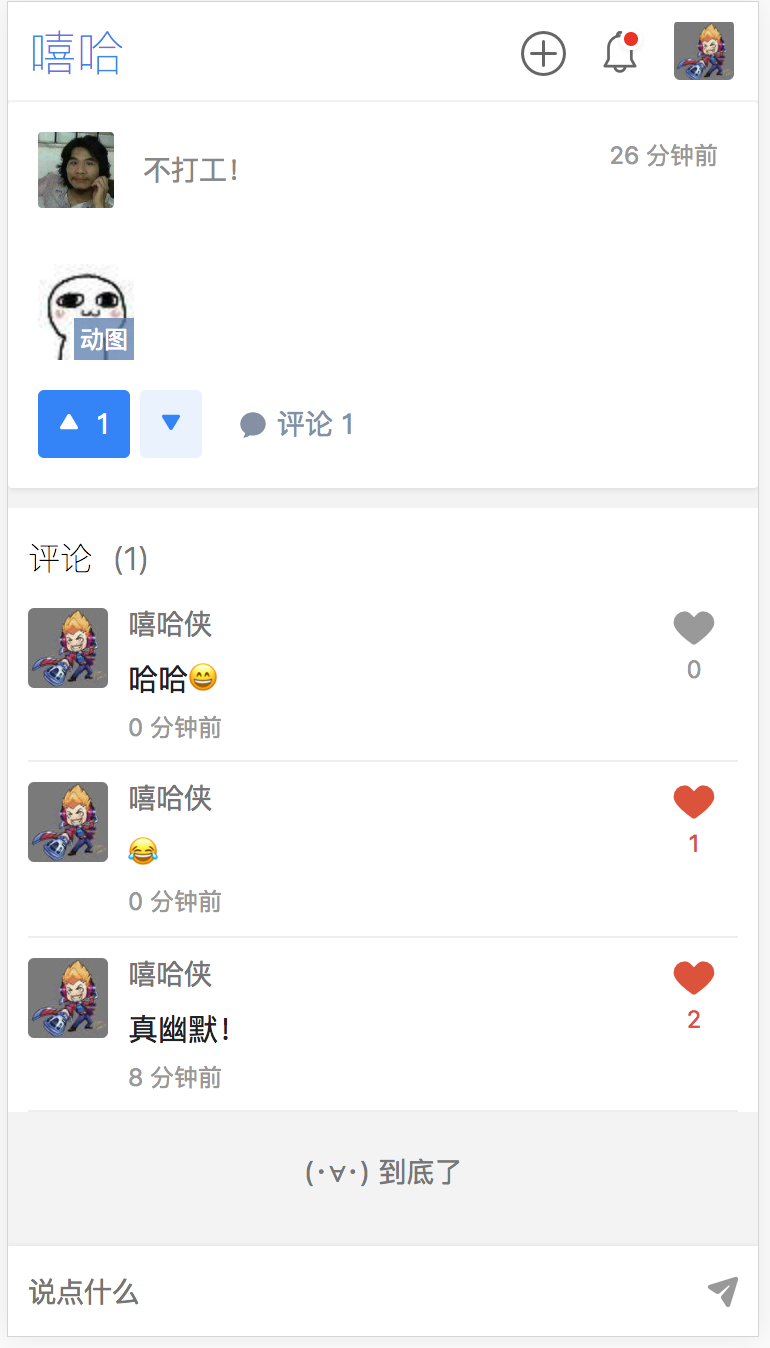 嘻哈
不打工！
26 分钟前
动图
1
评论 1
评论 (1)
嘻哈侠
0
哈哈😄
0 分钟前
嘻哈侠
1
😂
0 分钟前
嘻哈侠
2
真幽默！
8 分钟前
(･∀･) 到底了
说点什么